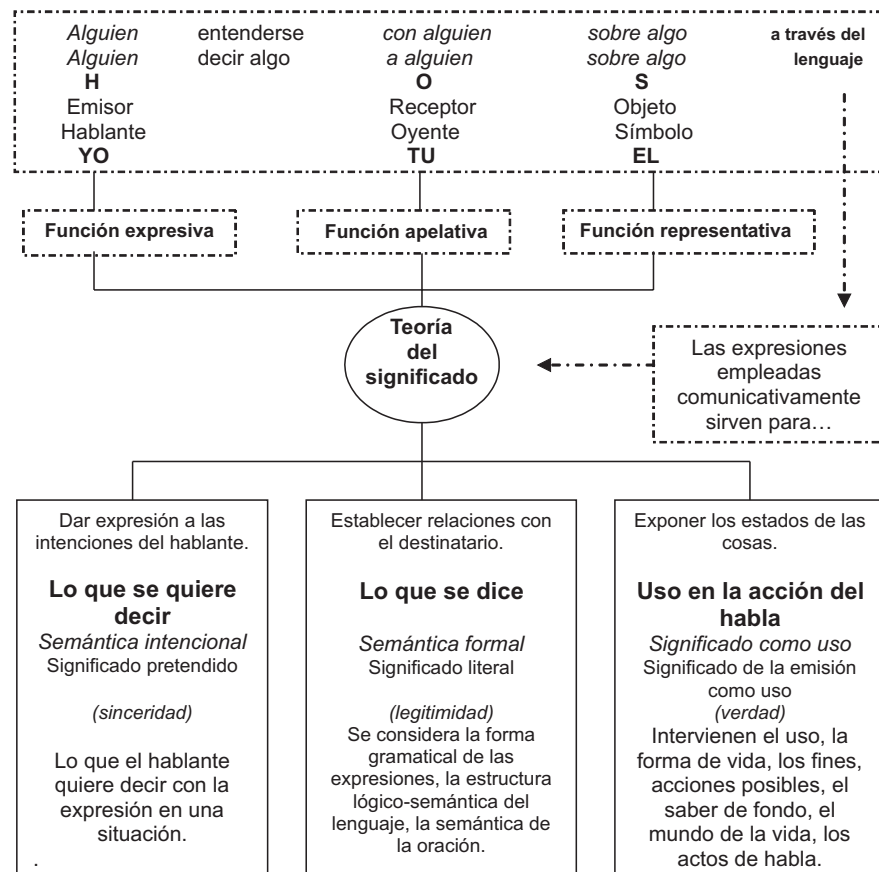 Alguien entenderse con alguien sobre algo a través del
Alguien decir algo a alguien sobre algo lenguaje
H O S
Emisor Receptor Objeto
Hablante Oyente Símbolo
YO TU EL
Función expresiva Función apelativa Función representativa
Teoría
del
significado
Las expresiones
empleadas
comunicativamente
sirven para…
Dar expresión a las
intenciones del hablante.
Lo que se quiere
decir
Semántica intencional
Significado pretendido
(sinceridad)
Lo que el hablante
quiere decir con la
expresión en una
situación.
.
Establecer relaciones con
el destinatario.
Lo que se dice
Semántica formal
Significado literal
(legitimidad)
Se considera la forma
gramatical de las
expresiones, la estructura
lógico-semántica del
lenguaje, la semántica de
la oración.
Exponer los estados de las
cosas.
Uso en la acción del
habla
Significado como uso
Significado de la emisión
como uso
(verdad)
Intervienen el uso, la
forma de vida, los fines,
acciones posibles, el
saber de fondo, el
mundo de la vida, los
actos de habla.